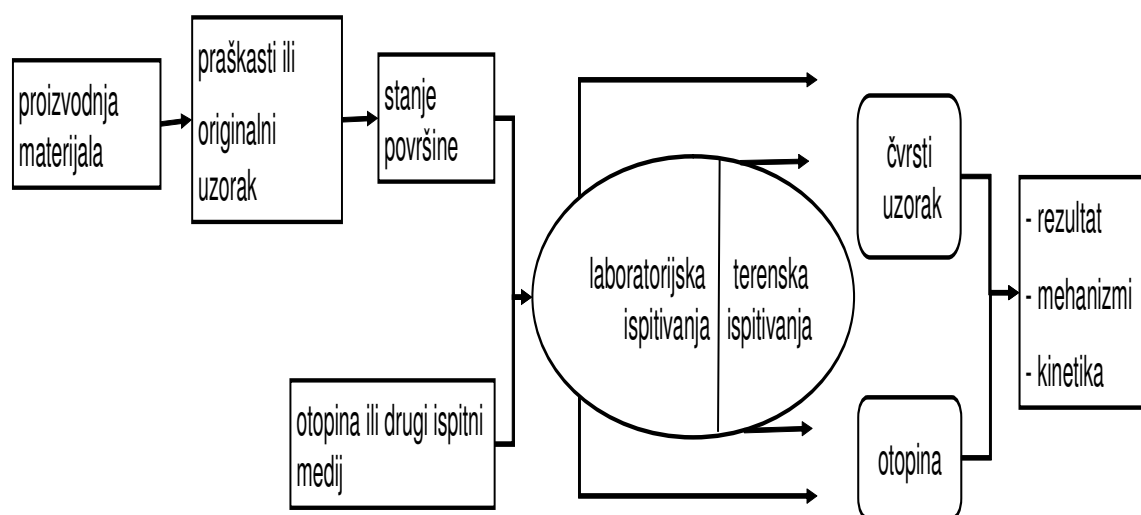 proizvodnja
materijala
praškasti ili
originalni
uzorak
stanje
površine
otopina ili drugi ispitni
medij
laboratorijska
ispitivanja
terenska
ispitivanja
čvrsti
uzorak
otopina
- rezultat
- mehanizmi
- kinetika